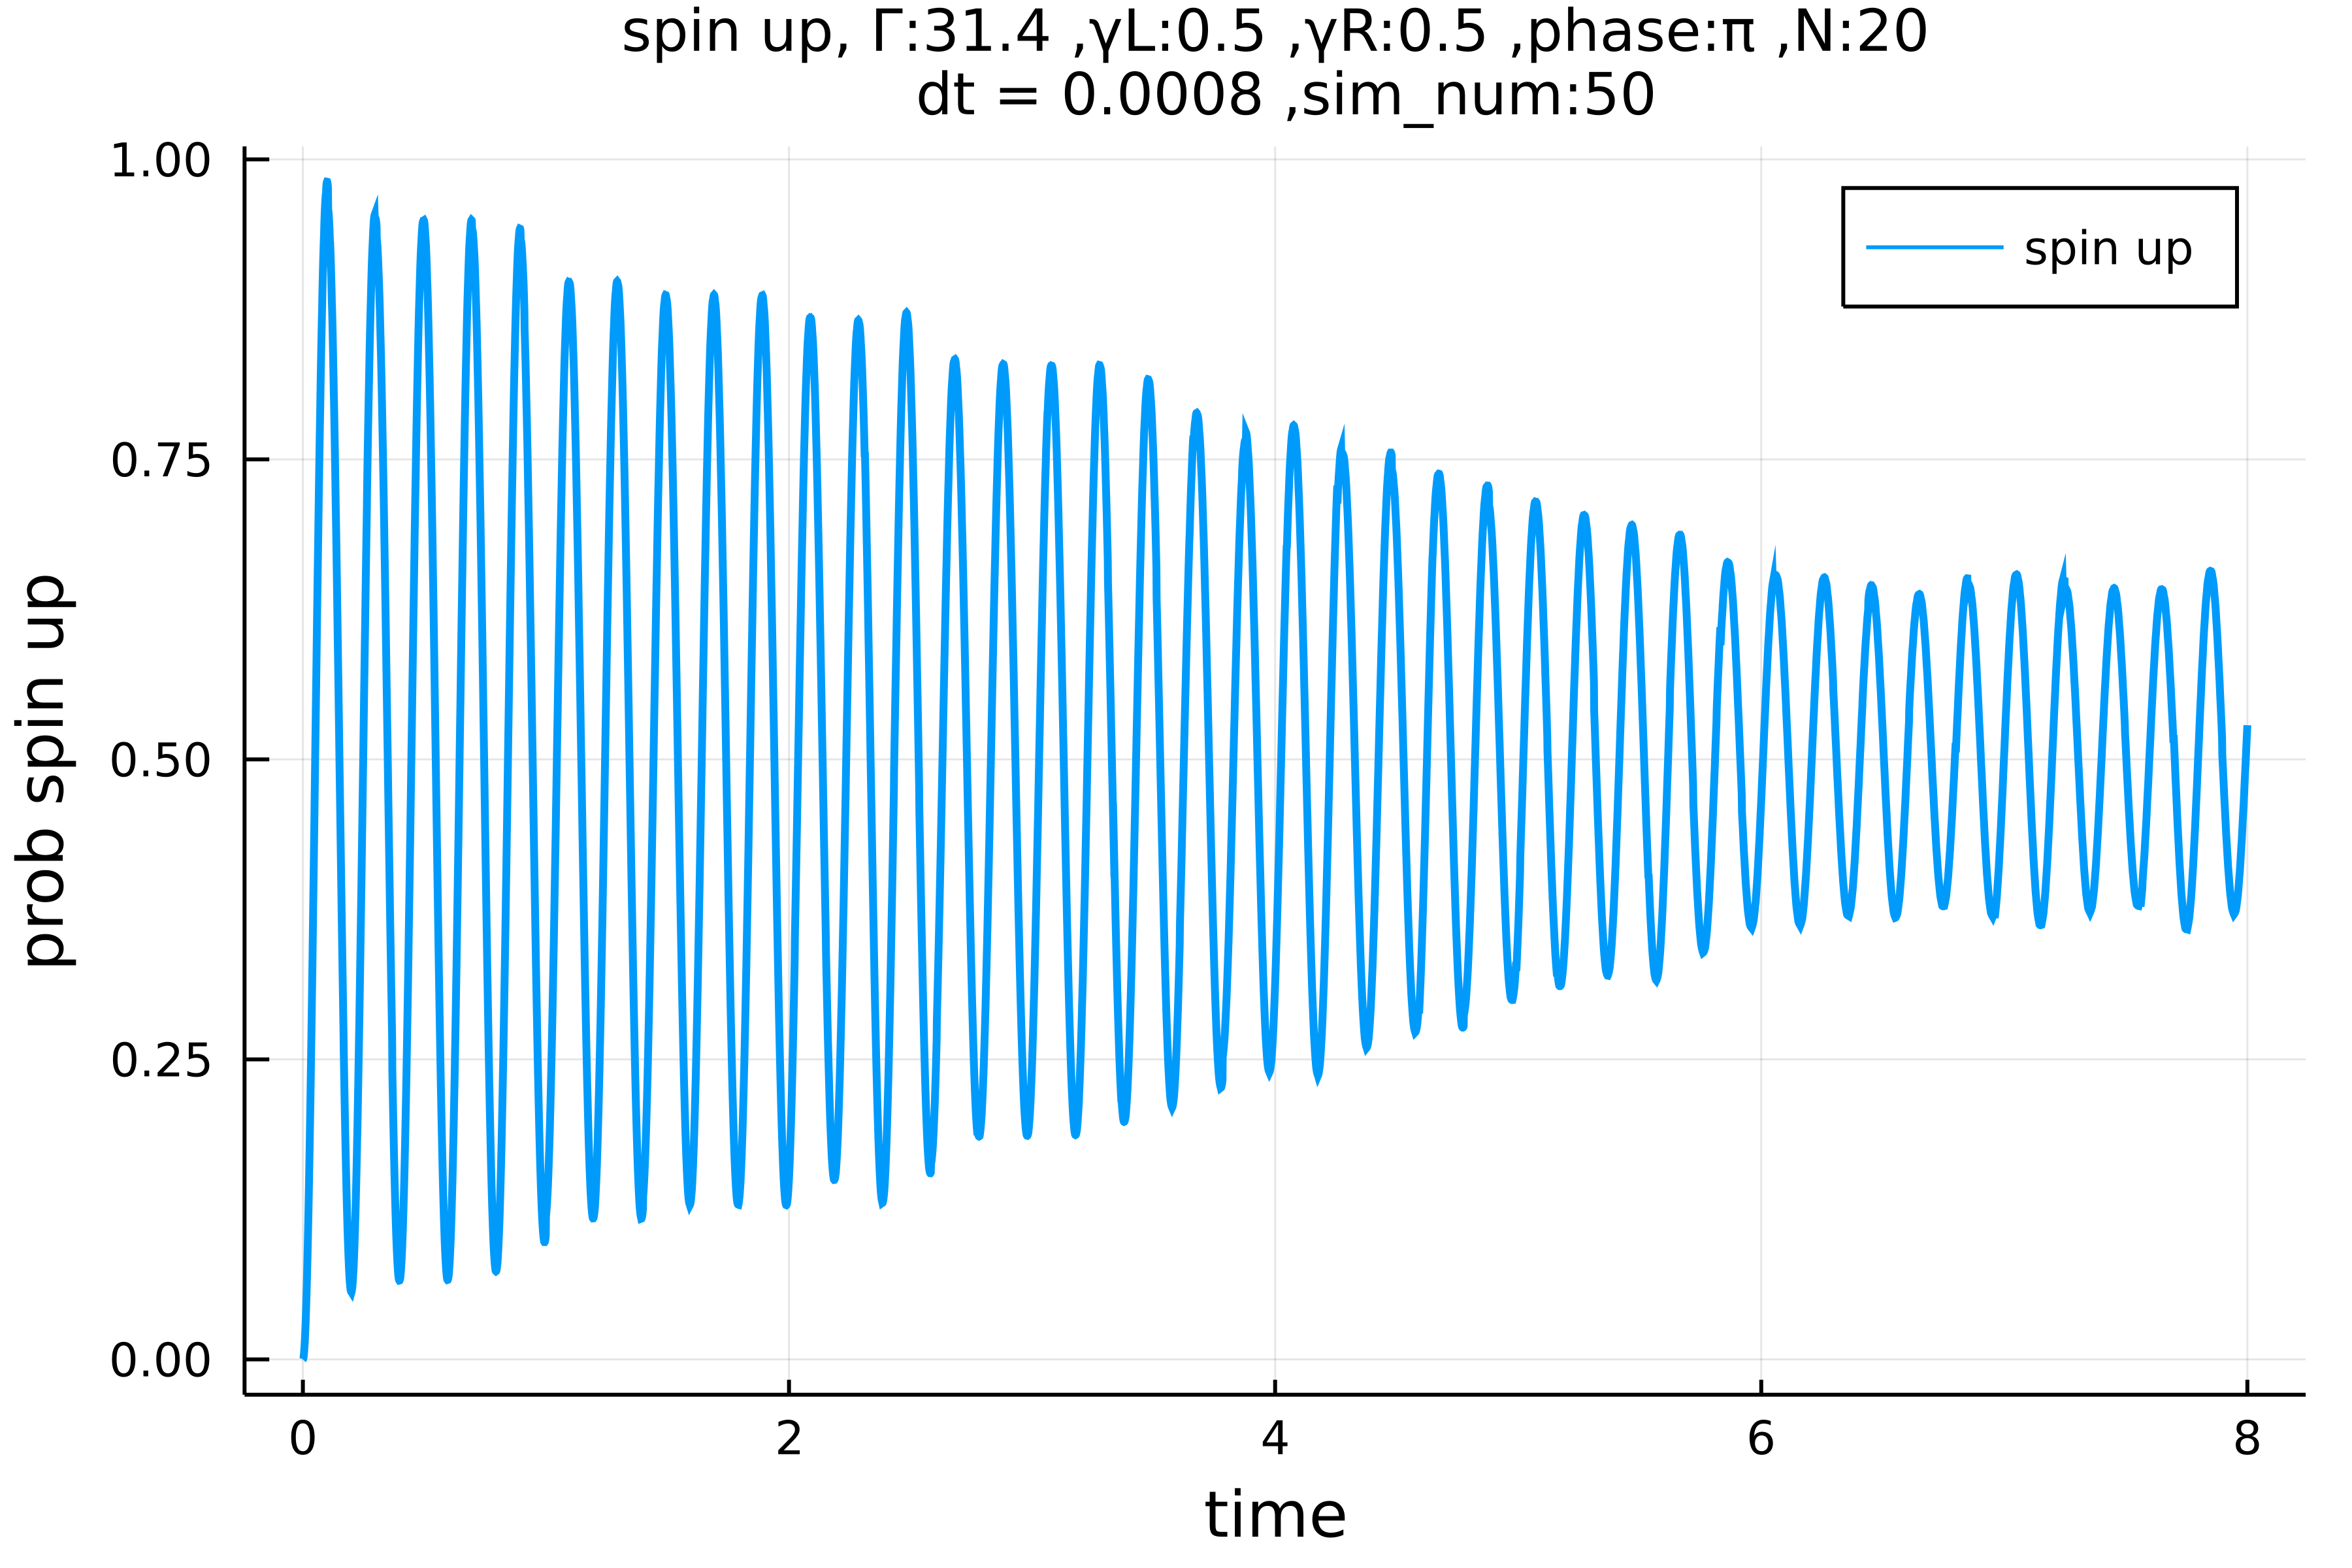 spin up, Γ:31.4 ,γL:0.5 ,γR:0.5 ,phase:π ,N:20
dt = 0.0008 ,sim_num:50
1.00
0.75
0.50
0.25
0.00
prob spin up
spin up
0 2 4 6 8
time